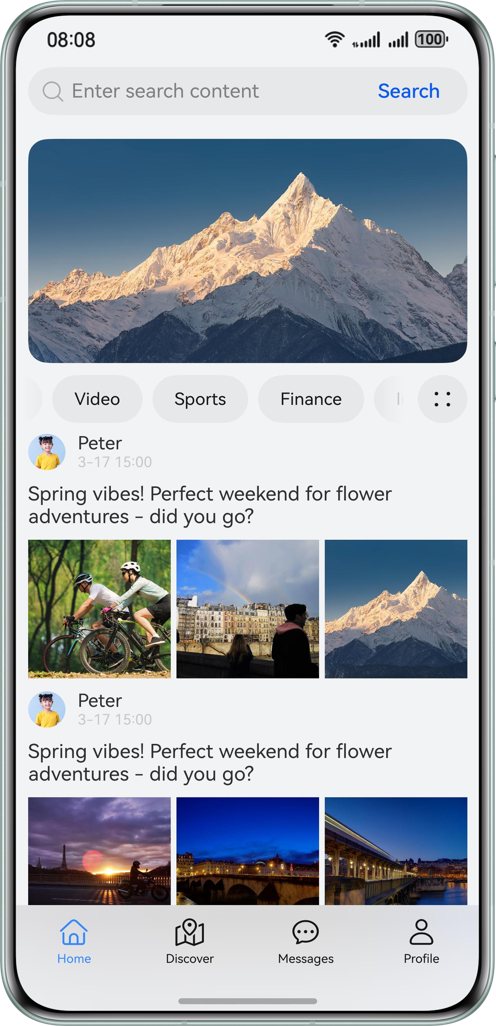 08:08
100
Enter search content
Search
Video
Sports
Finance
Peter
3-17 15:00
Spring vibes! Perfect weekend for flower
adventures - did you go?
Peter
3-17 15:00
Spring vibes! Perfect weekend for flower
adventures - did you go?
Home
Discover
Messages
Profile